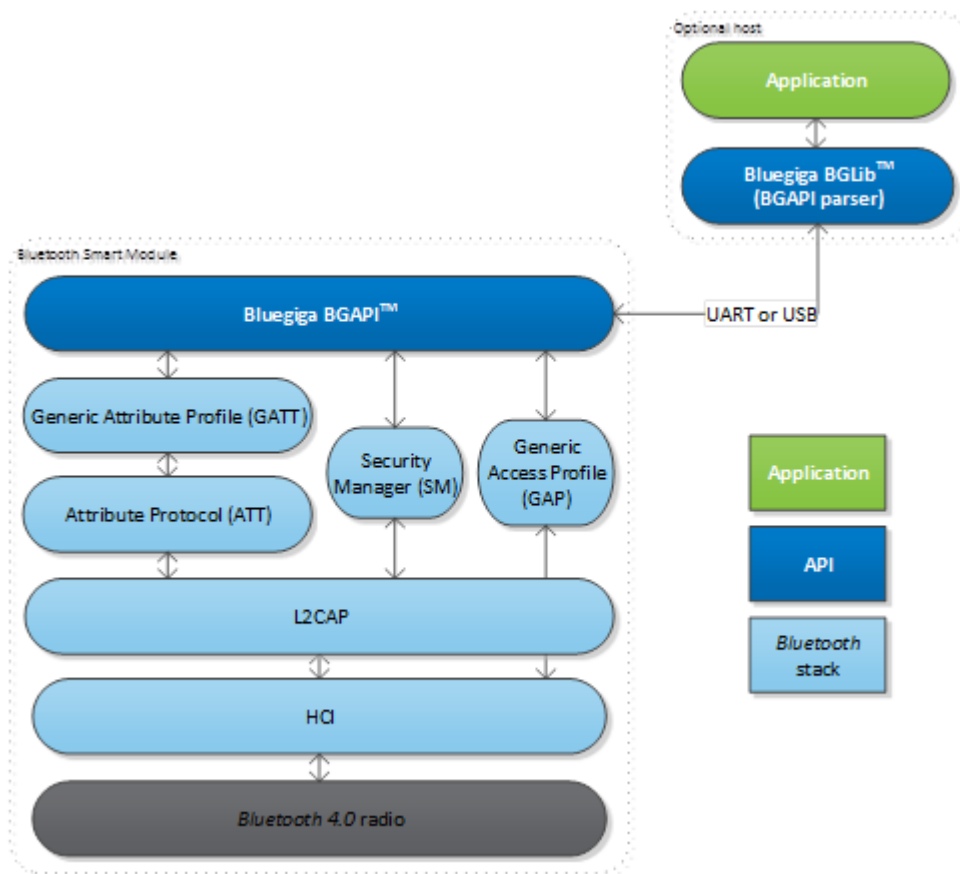 Optional host
Application
Bluegiga BGLib™
(BGAPI parser)
Bluetooth Smart Module
Bluegiga BGAPI™
UART or USB
Generic Attribute Profile (GATT)
Security
Manager (SM)
Generic
Access Profile
(GAP)
Attribute Protocol (ATT)
L2CAP
HCI
Bluetooth 4.0 radio
Application
API
Bluetooth
stack